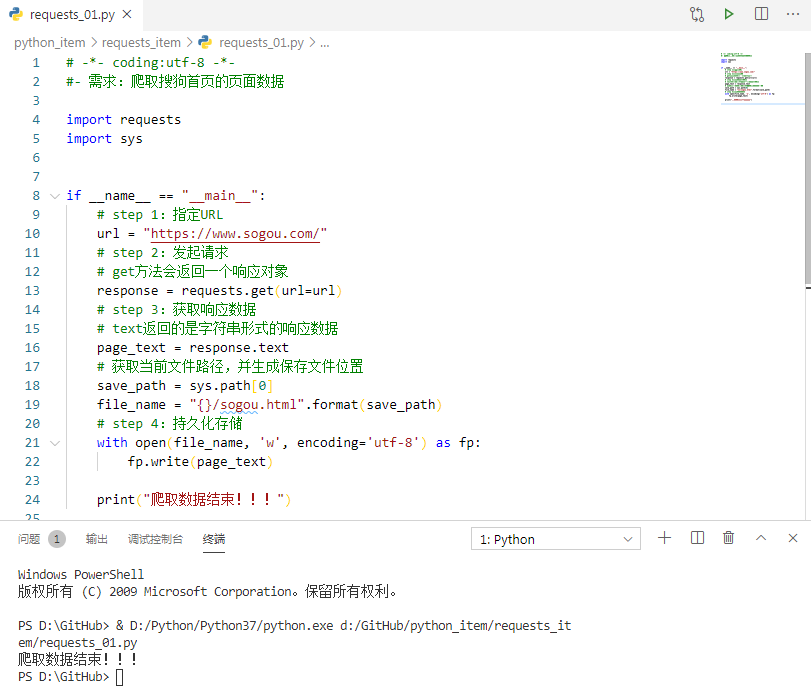 requests_01.py
python_item > requests_item > requests_01.py > ...
1 # -*- coding:utf-8 -*-
2 #- 需求：爬取搜狗首页的页面数据
3
4 import requests
5 import sys
6
7
8 if __name__ == "__main__":
9 # step 1：指定URL
10 url = "https://www.sogou.com/"
11 # step 2：发起请求
12 # get方法会返回一个响应对象
13 response = requests.get(url=url)
14 # step 3：获取响应数据
15 # text返回的是字符串形式的响应数据
16 page_text = response.text
17 # 获取当前文件路径，并生成保存文件位置
18 save_path = sys.path[0]
19 file_name = "{}/sogou.html".format(save_path)
20 # step 4：持久化存储
21 with open(file_name, 'w', encoding='utf-8') as fp:
22 fp.write(page_text)
23
24 print("爬取数据结束！！！")
25
问题 1 输出 调试控制台 终端 1: Python
Windows PowerShell
版权所有 (C) 2009 Microsoft Corporation。保留所有权利。
PS D:\GitHub> & D:/Python/Python37/python.exe d:/GitHub/python_item/requests_it
em/requests_01.py
爬取数据结束！！！
PS D:\GitHub>